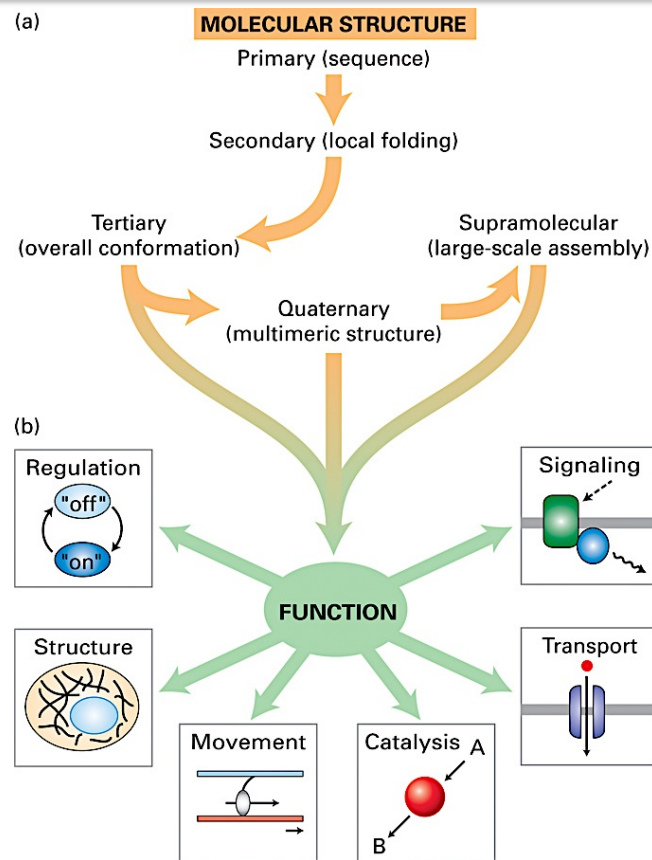 (a)
MOLECULAR STRUCTURE
Primary (sequence)
Secondary (local folding)
Tertiary
(overall conformation)
Supramolecular
(large-scale assembly)
Quaternary
(multimeric structure)
(b)
Regulation
"off"
"on"
Signaling
FUNCTION
Structure
Transport
Movement
Catalysis
A
B